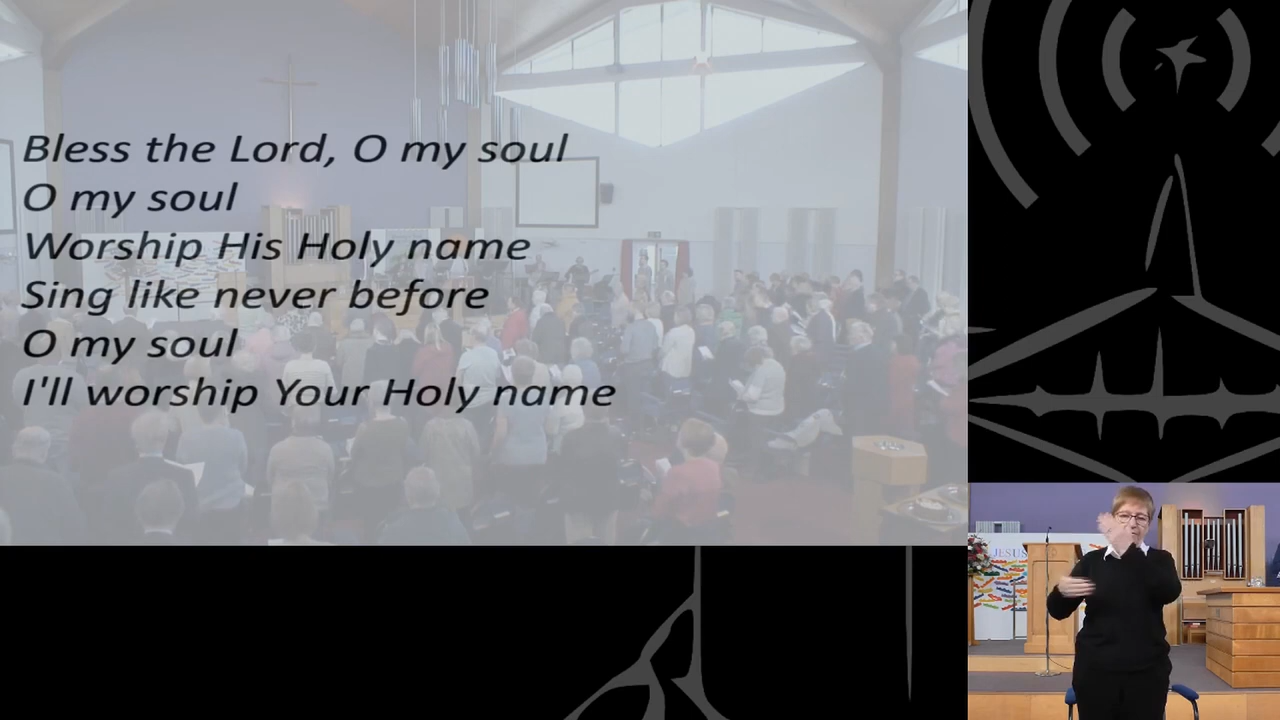 Bless the Lord, O my soul
O my soul
Worship His Holy name
Sing like never before
O my soul
I'll worship Your Holy name
JESUS